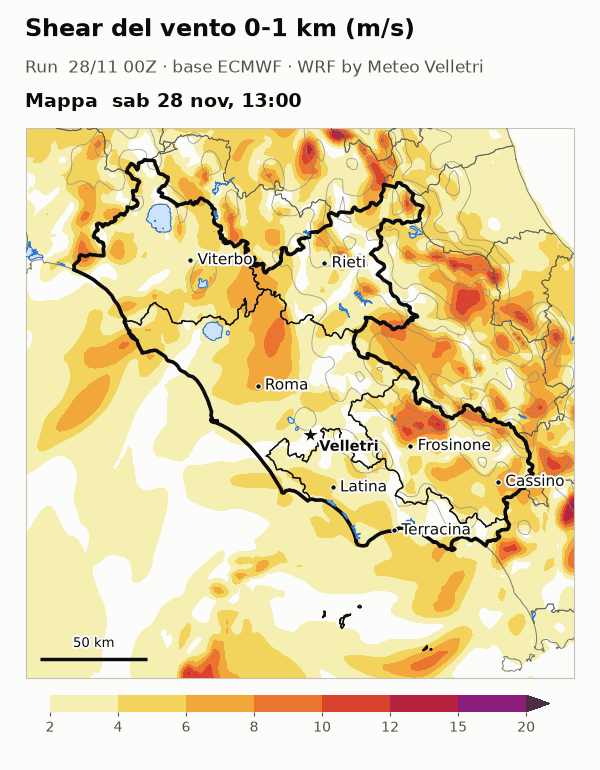 Shear del vento 0-1 km (m/s)
Run  28/11 00Z · base ECMWF · WRF by Meteo Velletri
Mappa  sab 28 nov, 13:00
Viterbo
Rieti
Roma
Velletri
Frosinone
Latina
Cassino
Terracina
50 km
2 4 6 8 10 12 15 20